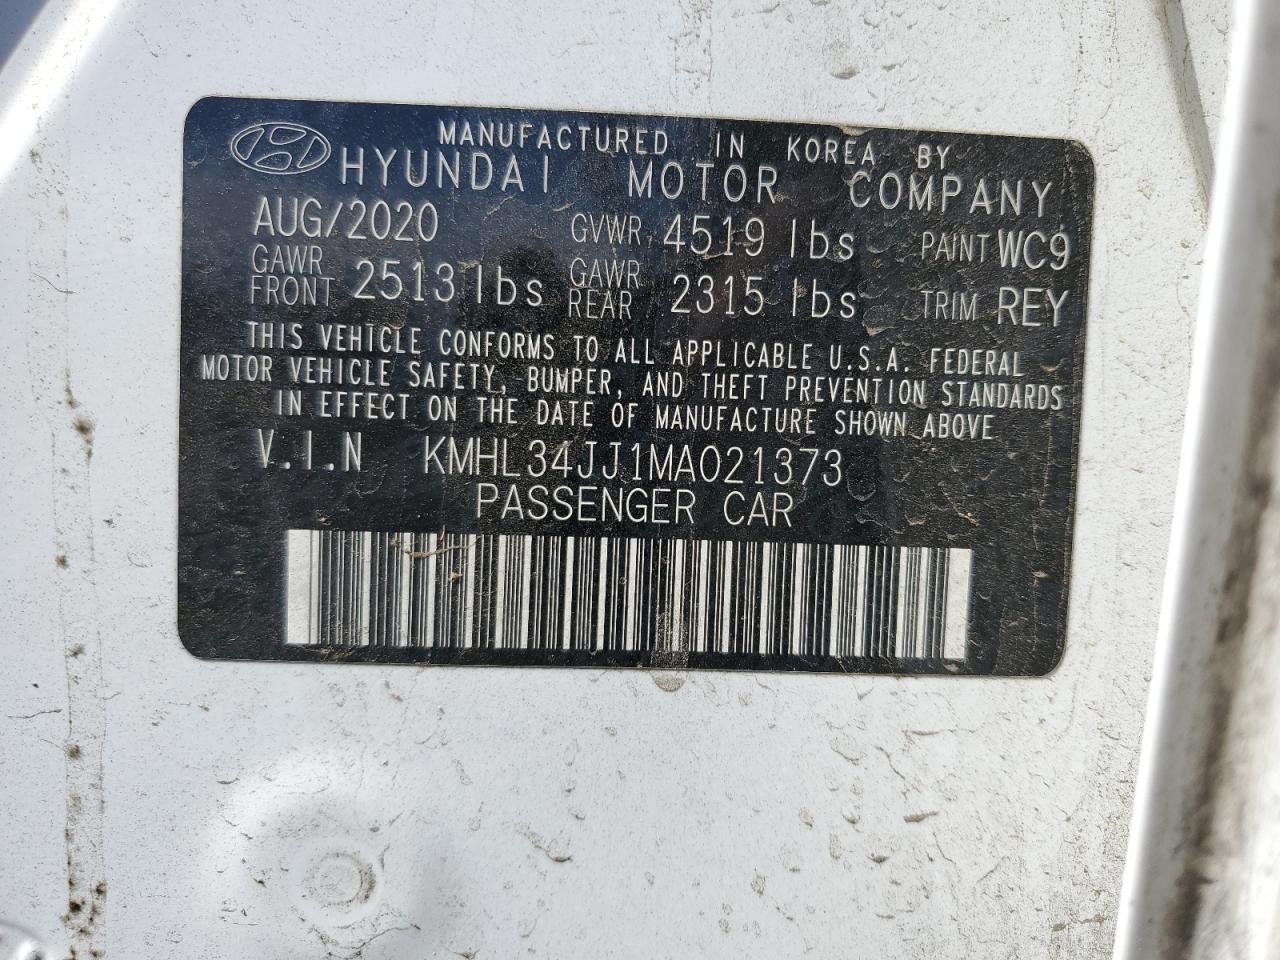 MANUFACTURED IN KOREA BY
HYUNDAI MOTOR COMPANY
AUG/2020 GVWR 4519 lbs PAINT WC9
GAWR FRONT 2513 lbs GAWR REAR 2315 lbs TRIM REY
THIS VEHICLE CONFORMS TO ALL APPLICABLE U.S.A. FEDERAL
MOTOR VEHICLE SAFETY, BUMPER, AND THEFT PREVENTION STANDARDS
IN EFFECT ON THE DATE OF MANUFACTURE SHOWN ABOVE
V.I.N KMHL34JJ1MA021373
PASSENGER CAR